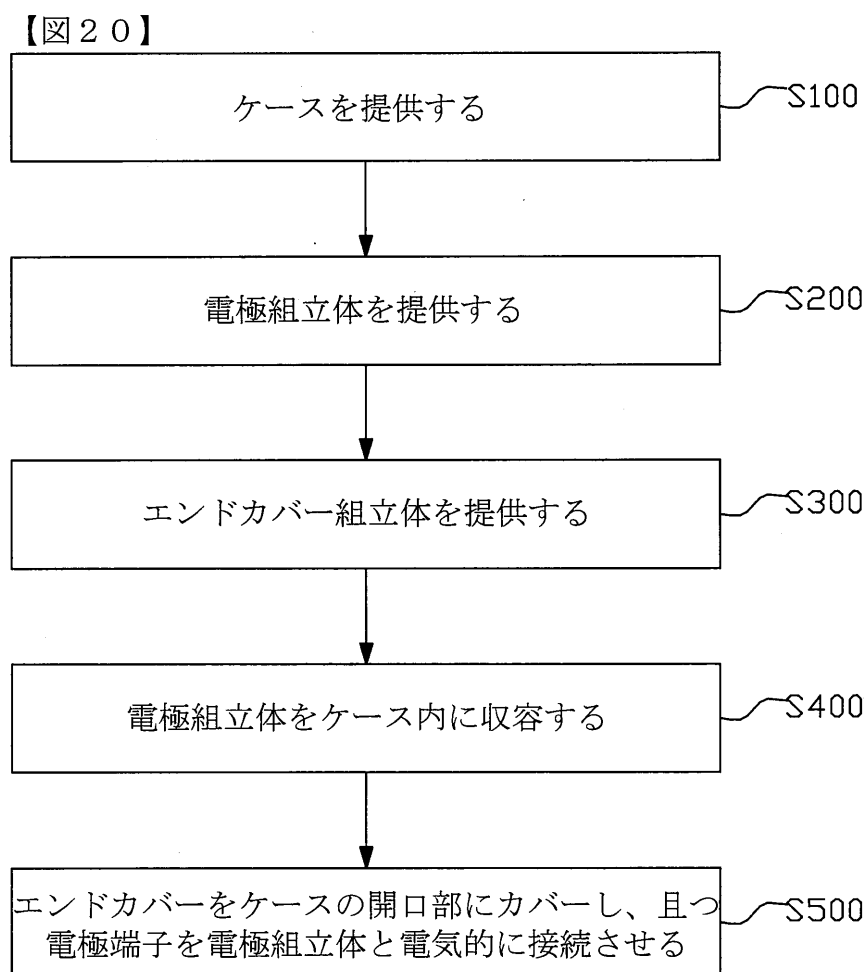 【図２０】
ケースを提供する
S100
電極組立体を提供する
S200
エンドカバー組立体を提供する
S300
電極組立体をケース内に収容する
S400
エンドカバーをケースの開口部にカバーし、且つ
電極端子を電極組立体と電気的に接続させる
S500